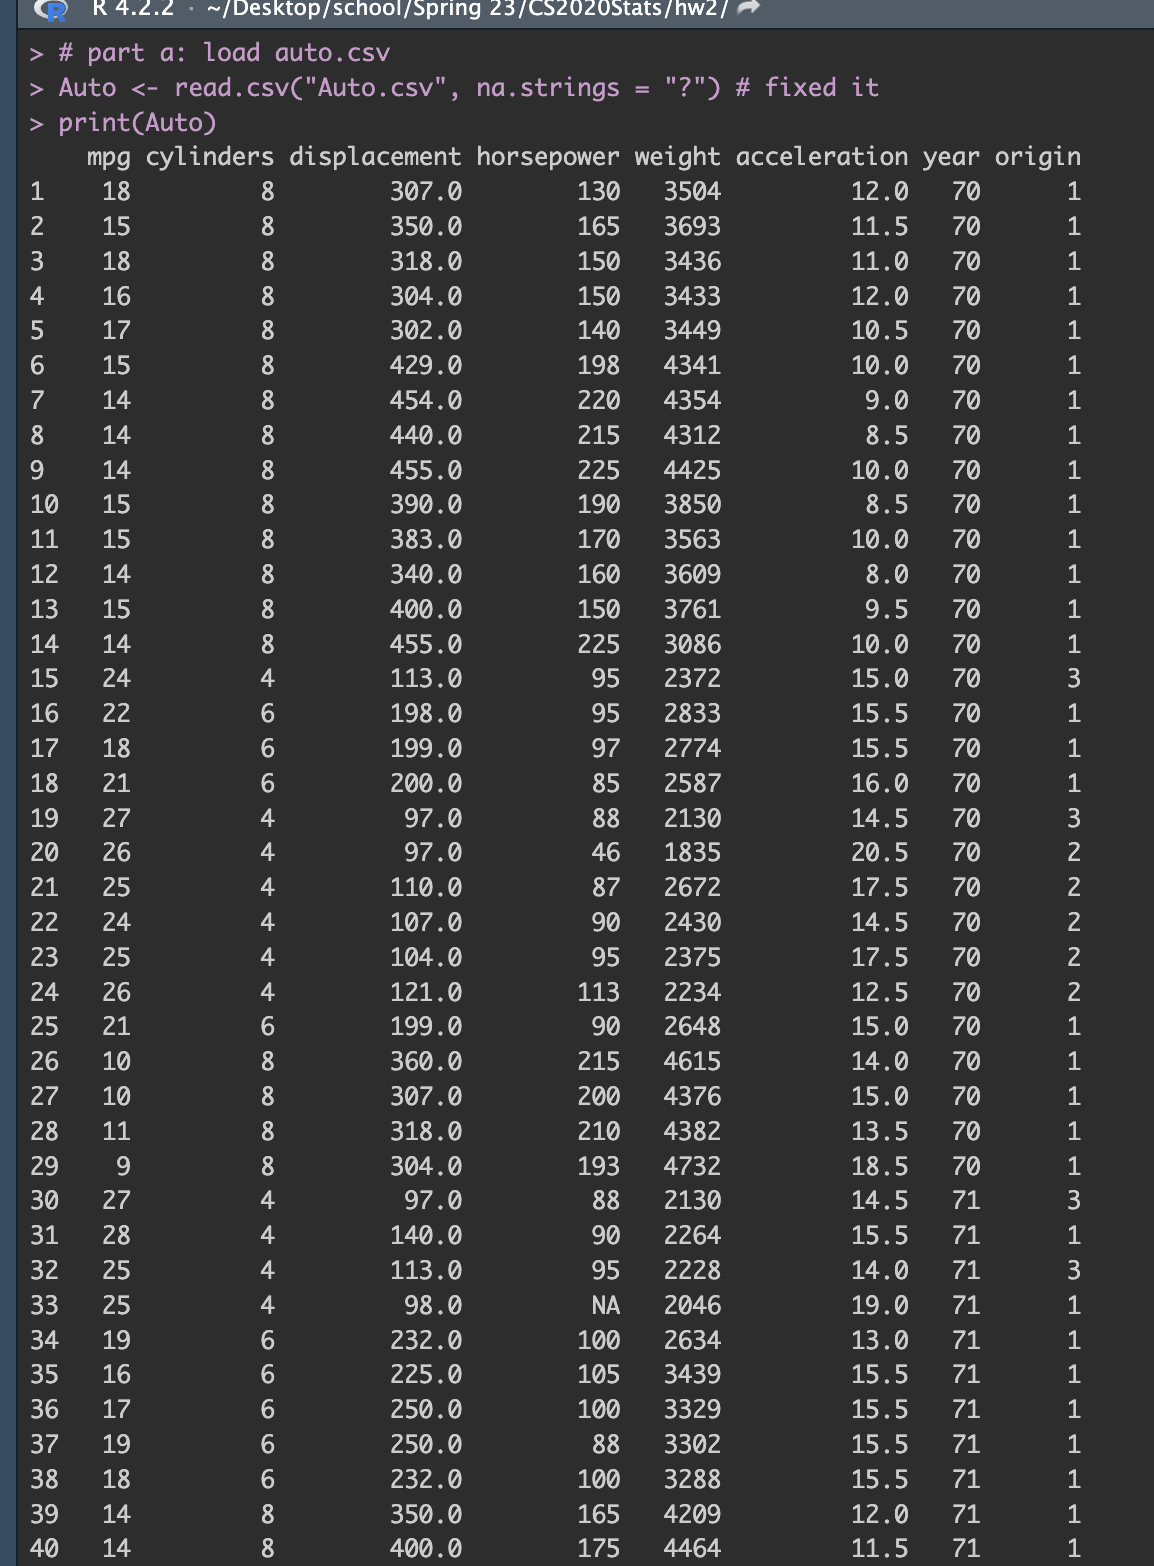 R 4.2.2 · ~/Desktop/school/Spring 23/CS2020Stats/hw2/
> # part a: load auto.csv
> Auto <- read.csv("Auto.csv", na.strings = "?") # fixed it
> print(Auto)
mpg cylinders displacement horsepower weight acceleration year origin
1 18 8 307.0 130 3504 12.0 70 1
2 15 8 350.0 165 3693 11.5 70 1
3 18 8 318.0 150 3436 11.0 70 1
4 16 8 304.0 150 3433 12.0 70 1
5 17 8 302.0 140 3449 10.5 70 1
6 15 8 429.0 198 4341 10.0 70 1
7 14 8 454.0 220 4354 9.0 70 1
8 14 8 440.0 215 4312 8.5 70 1
9 14 8 455.0 225 4425 10.0 70 1
10 15 8 390.0 190 3850 8.5 70 1
11 15 8 383.0 170 3563 10.0 70 1
12 14 8 340.0 160 3609 8.0 70 1
13 15 8 400.0 150 3761 9.5 70 1
14 14 8 455.0 225 3086 10.0 70 1
15 24 4 113.0 95 2372 15.0 70 3
16 22 6 198.0 95 2833 15.5 70 1
17 18 6 199.0 97 2774 15.5 70 1
18 21 6 200.0 85 2587 16.0 70 1
19 27 4 97.0 88 2130 14.5 70 3
20 26 4 97.0 46 1835 20.5 70 2
21 25 4 110.0 87 2672 17.5 70 2
22 24 4 107.0 90 2430 14.5 70 2
23 25 4 104.0 95 2375 17.5 70 2
24 26 4 121.0 113 2234 12.5 70 2
25 21 6 199.0 90 2648 15.0 70 1
26 10 8 360.0 215 4615 14.0 70 1
27 10 8 307.0 200 4376 15.0 70 1
28 11 8 318.0 210 4382 13.5 70 1
29 9 8 304.0 193 4732 18.5 70 1
30 27 4 97.0 88 2130 14.5 71 3
31 28 4 140.0 90 2264 15.5 71 1
32 25 4 113.0 95 2228 14.0 71 3
33 25 4 98.0 NA 2046 19.0 71 1
34 19 6 232.0 100 2634 13.0 71 1
35 16 6 225.0 105 3439 15.5 71 1
36 17 6 250.0 100 3329 15.5 71 1
37 19 6 250.0 88 3302 15.5 71 1
38 18 6 232.0 100 3288 15.5 71 1
39 14 8 350.0 165 4209 12.0 71 1
40 14 8 400.0 175 4464 11.5 71 1